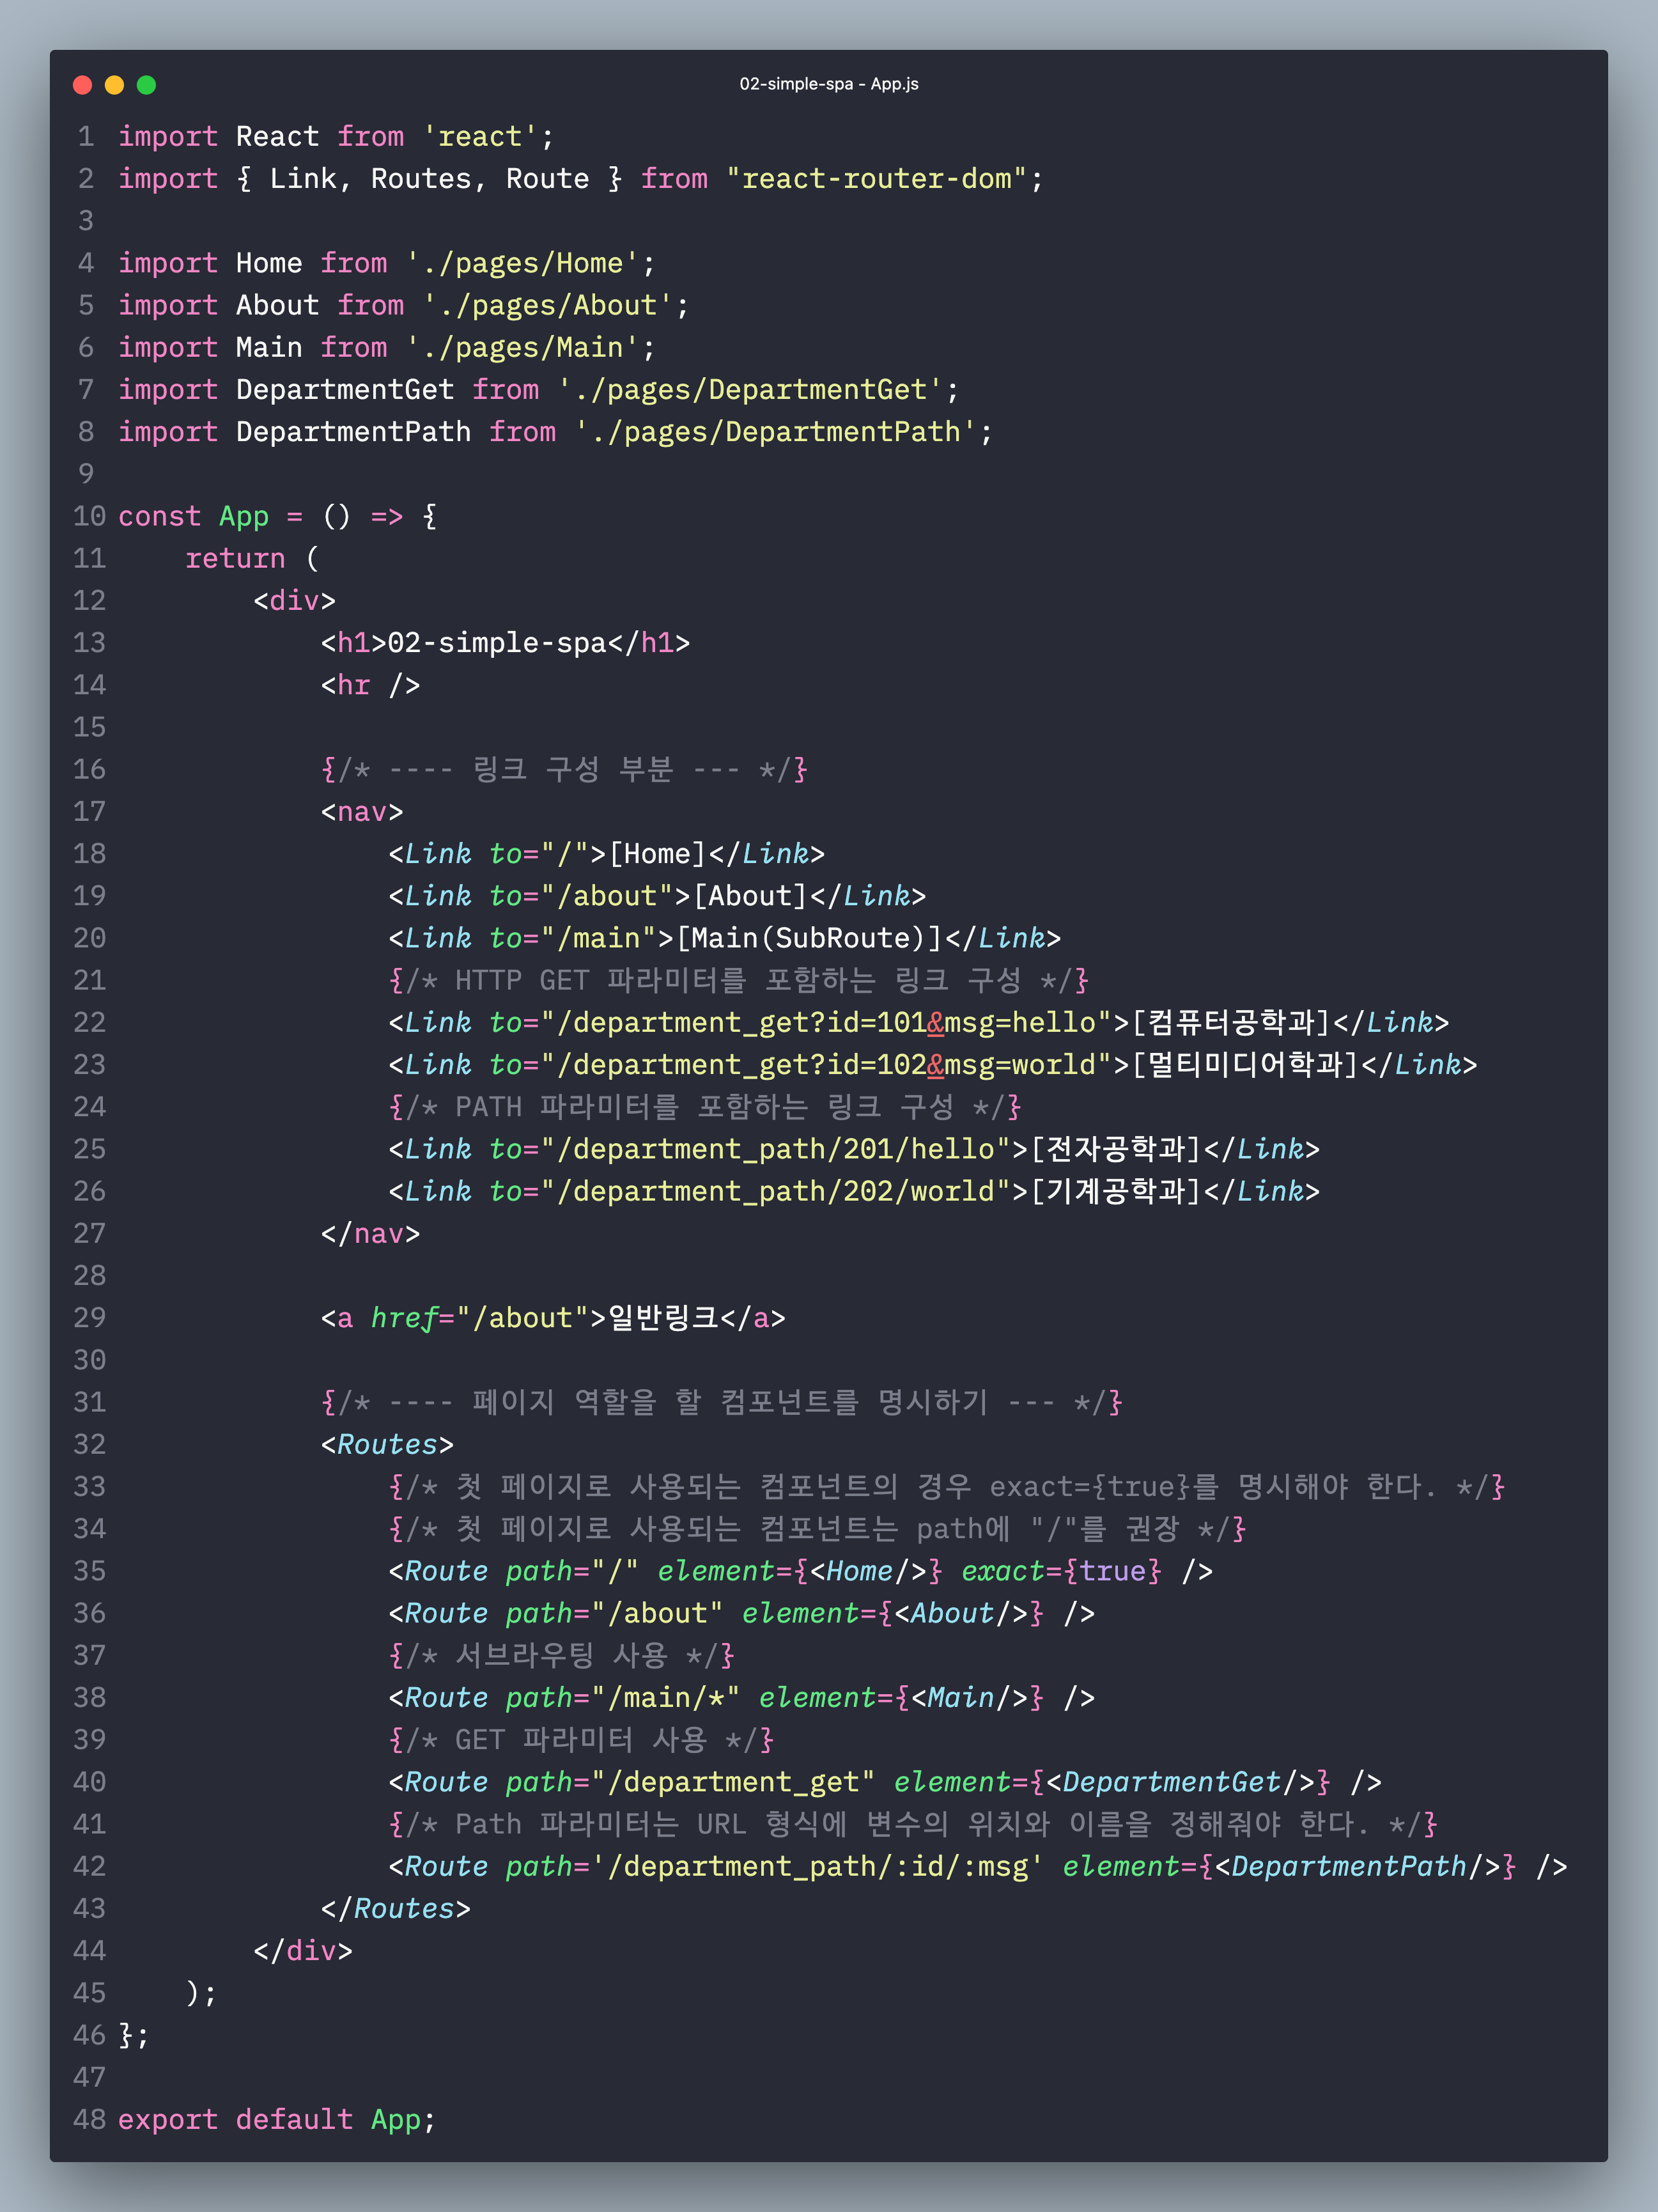 02-simple-spa - App.js
1 import React from 'react';
2 import { Link, Routes, Route } from "react-router-dom";
3
4 import Home from './pages/Home';
5 import About from './pages/About';
6 import Main from './pages/Main';
7 import DepartmentGet from './pages/DepartmentGet';
8 import DepartmentPath from './pages/DepartmentPath';
9
10 const App = () => {
11     return (
12         <div>
13             <h1>02-simple-spa</h1>
14             <hr />
15
16             {/* ---- 링크 구성 부분 --- */}
17             <nav>
18                 <Link to="/">[Home]</Link>
19                 <Link to="/about">[About]</Link>
20                 <Link to="/main">[Main(SubRoute)]</Link>
21                 {/* HTTP GET 파라미터를 포함하는 링크 구성 */}
22                 <Link to="/department_get?id=101&msg=hello">[컴퓨터공학과]</Link>
23                 <Link to="/department_get?id=102&msg=world">[멀티미디어학과]</Link>
24                 {/* PATH 파라미터를 포함하는 링크 구성 */}
25                 <Link to="/department_path/201/hello">[전자공학과]</Link>
26                 <Link to="/department_path/202/world">[기계공학과]</Link>
27             </nav>
28
29             <a href="/about">일반링크</a>
30
31             {/* ---- 페이지 역할을 할 컴포넌트를 명시하기 --- */}
32             <Routes>
33                 {/* 첫 페이지로 사용되는 컴포넌트의 경우 exact={true}를 명시해야 한다. */}
34                 {/* 첫 페이지로 사용되는 컴포넌트는 path에 "/"를 권장 */}
35                 <Route path="/" element={<Home/>} exact={true} />
36                 <Route path="/about" element={<About/>} />
37                 {/* 서브라우팅 사용 */}
38                 <Route path="/main/*" element={<Main/>} />
39                 {/* GET 파라미터 사용 */}
40                 <Route path="/department_get" element={<DepartmentGet/>} />
41                 {/* Path 파라미터는 URL 형식에 변수의 위치와 이름을 정해줘야 한다. */}
42                 <Route path='/department_path/:id/:msg' element={<DepartmentPath/>} />
43             </Routes>
44         </div>
45     );
46 };
47
48 export default App;